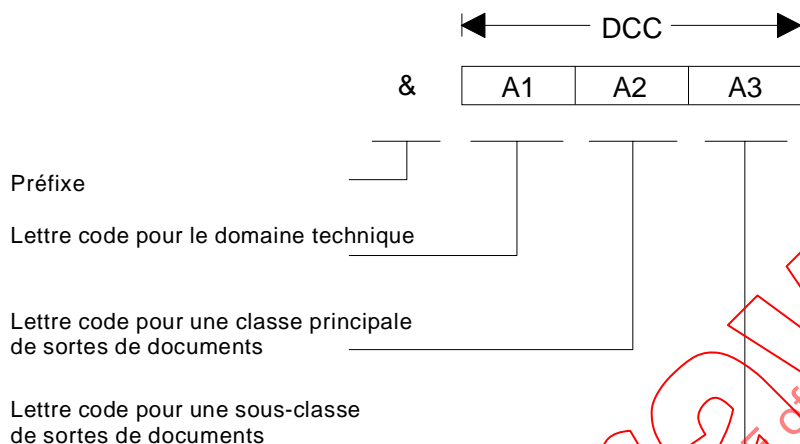 DCC
& A1 A2 A3
Préfixe
Lettre code pour le domaine technique
Lettre code pour une classe principale
de sortes de documents
Lettre code pour une sous-classe
de sortes de documents
of